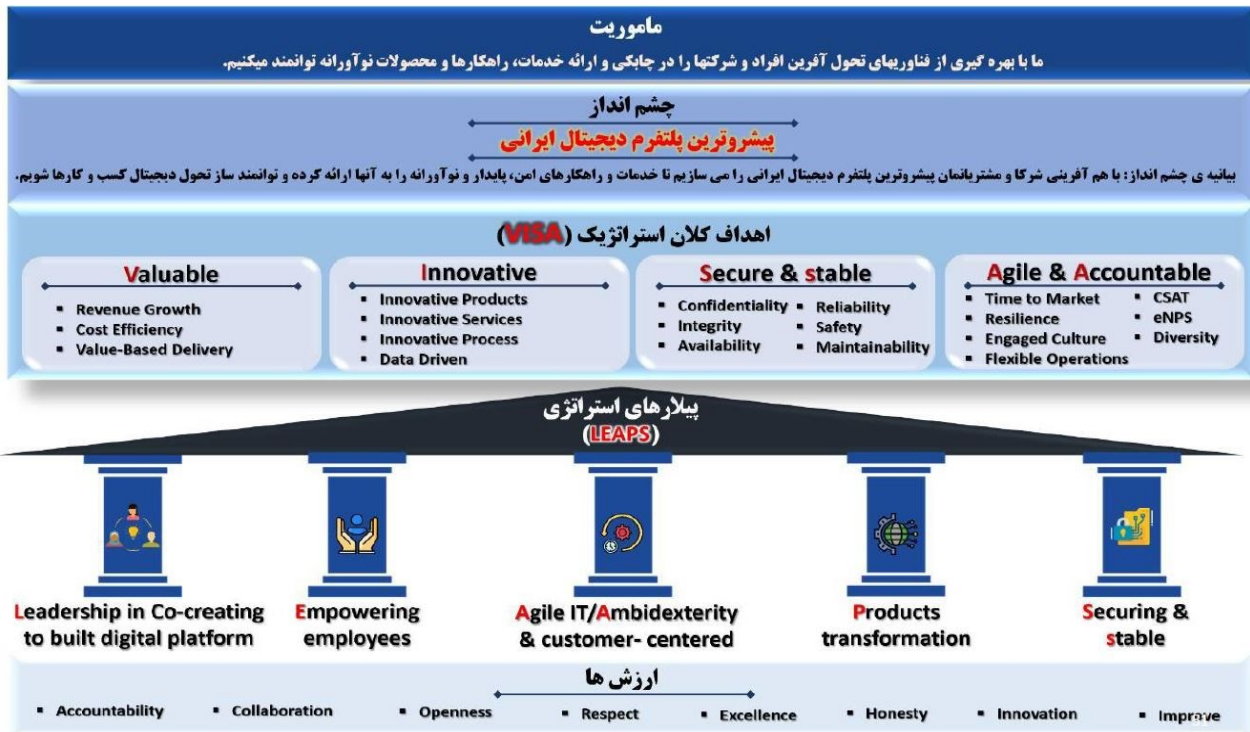 ماموریت
ما با بهره گیری از فناوریهای تحول آفرین افراد و شرکتها را در چابکی و ارائه خدمات، راهکارها و محصولات نوآورانه توانمند میکنیم.
چشم انداز
پیشروترین پلتفرم دیجیتال ایرانی
بیانیه ی چشم انداز: با هم آفرینی شرکا و مشتریانمان پیشروترین پلتفرم دیجیتال ایرانی را می سازیم تا خدمات و راهکارهای امن، پایدار و نوآورانه را به آنها ارائه کرده و توانمند ساز تحول دیجیتال کسب و کارها شویم.
اهداف کلان استراتژیک (VISA)
Valuable
▪ Revenue Growth
▪ Cost Efficiency
▪ Value-Based Delivery
Innovative
▪ Innovative Products
▪ Innovative Services
▪ Innovative Process
▪ Data Driven
Secure & stable
▪ Confidentiality
▪ Integrity
▪ Availability
▪ Reliability
▪ Safety
▪ Maintainability
Agile & Accountable
▪ Time to Market
▪ Resilience
▪ Engaged Culture
▪ Flexible Operations
▪ CSAT
▪ eNPS
▪ Diversity
پیلارهای استراتژی
(LEAPS)
Leadership in Co-creating
to built digital platform
Empowering
employees
Agile IT/Ambidexterity
& customer- centered
Products
transformation
Securing &
stable
ارزش ها
▪ Accountability ▪ Collaboration ▪ Openness ▪ Respect ▪ Excellence ▪ Honesty ▪ Innovation ▪ Improve